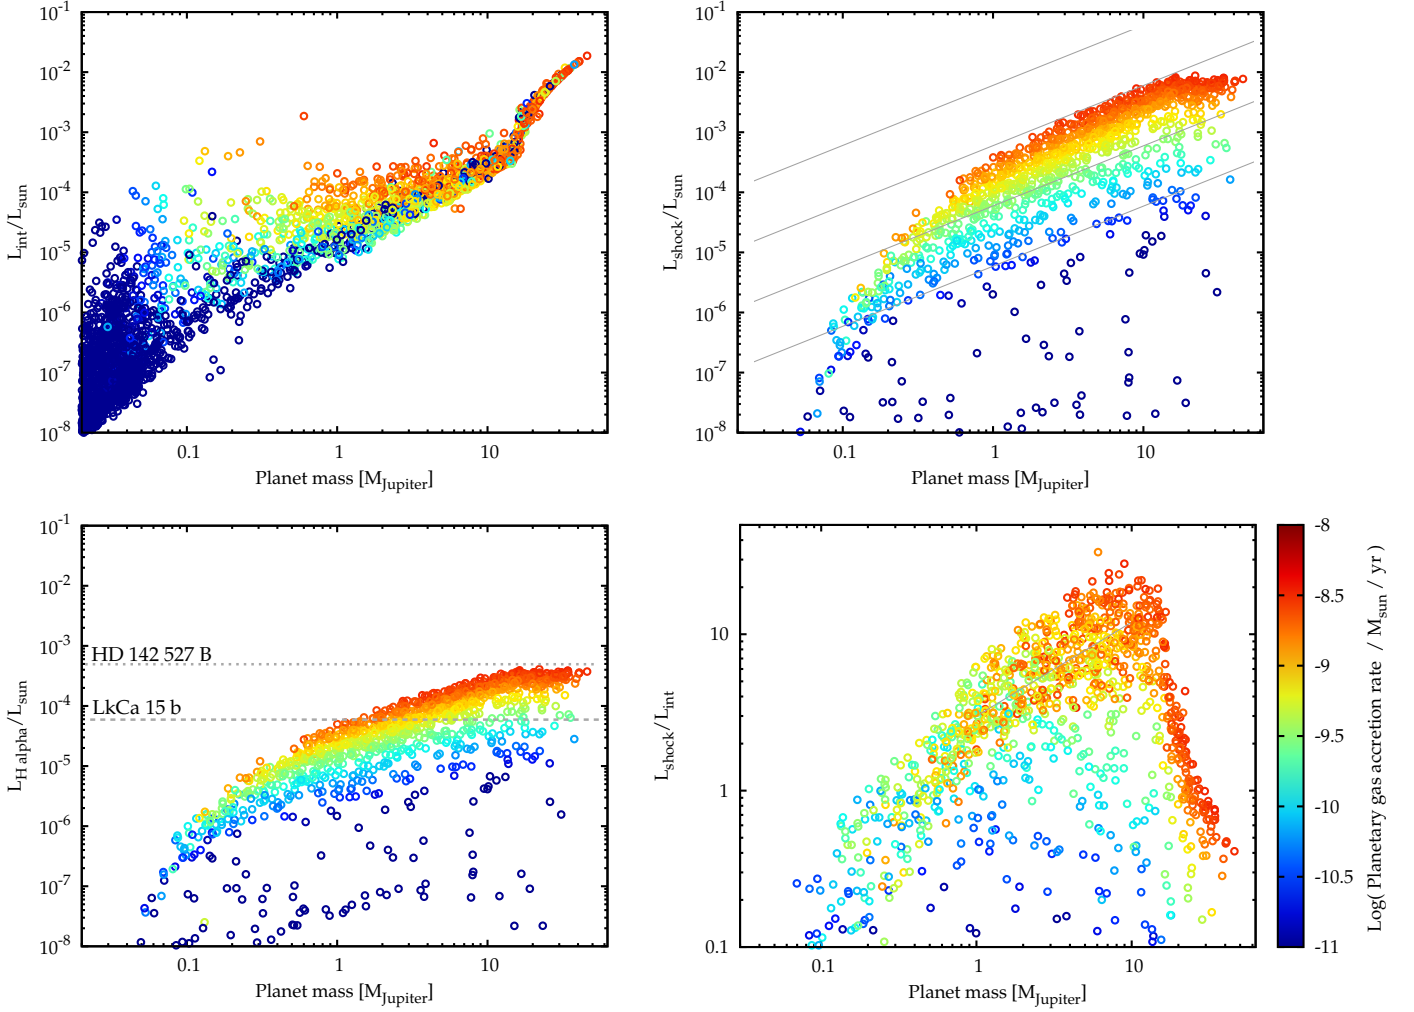 10^-1
10^-2
10^-3
10^-4
10^-5
10^-6
10^-7
10^-8
L_int/L_sun
0.1 1 10
Planet mass [M_Jupiter]
10^-1
10^-2
10^-3
10^-4
10^-5
10^-6
10^-7
10^-8
L_shock/L_sun
0.1 1 10
Planet mass [M_Jupiter]
10^-1
10^-2
10^-3
10^-4
10^-5
10^-6
10^-7
10^-8
L_H alpha/L_sun
HD 142 527 B
LkCa 15 b
0.1 1 10
Planet mass [M_Jupiter]
10
1
0.1
L_shock/L_int
0.1 1 10
Planet mass [M_Jupiter]
-8
-8.5
-9
-9.5
-10
-10.5
-11
Log( Planetary gas accretion rate / M_sun / yr )